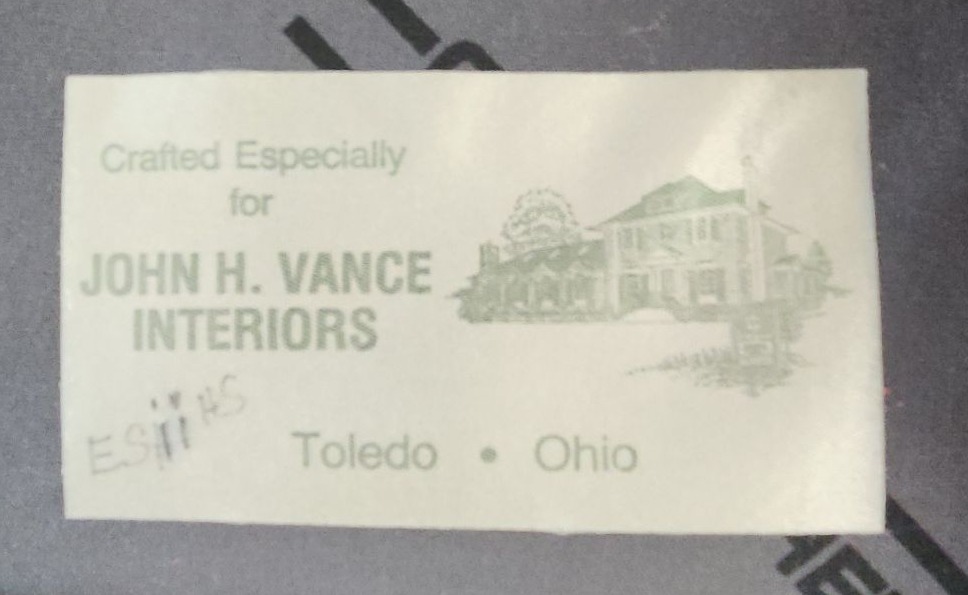 Crafted Especially
for
JOHN H. VANCE
INTERIORS
Toledo • Ohio